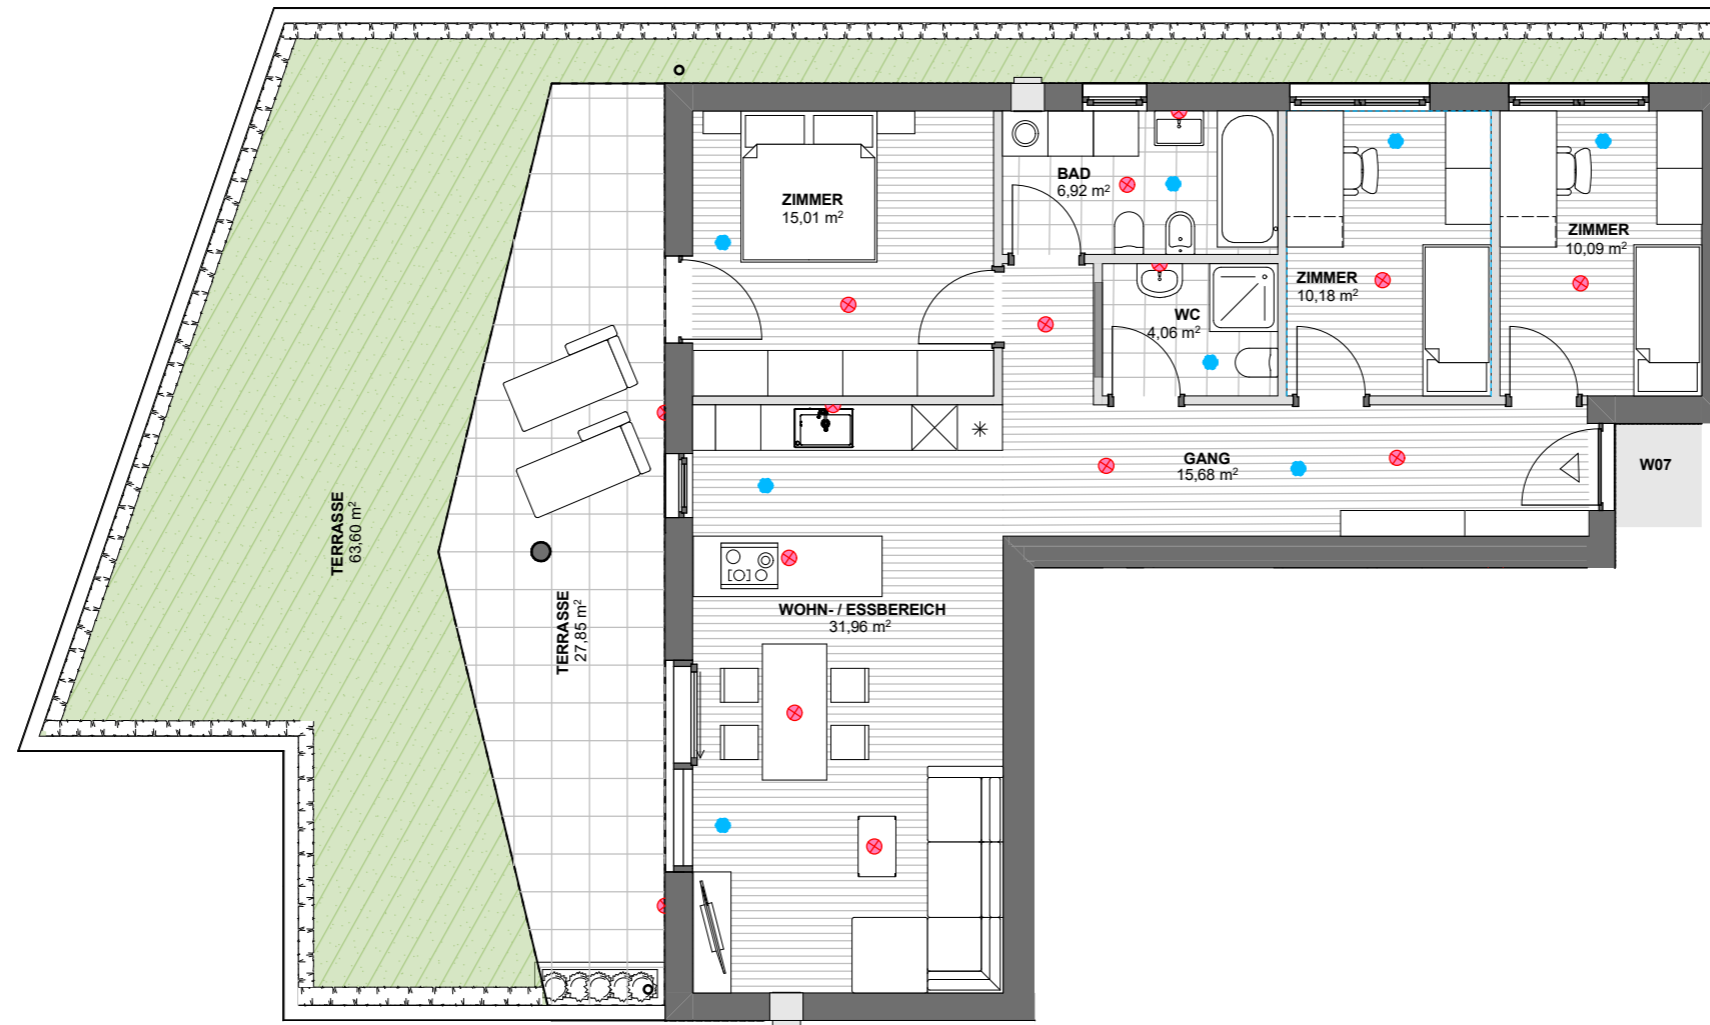 ZIMMER
15,01 m²
BAD
6,92 m²
ZIMMER
10,09 m²
ZIMMER
10,18 m²
WC
4,06 m²
GANG
15,68 m²
W07
TERRASSE
63,60 m²
TERRASSE
27,85 m²
WOHN- / ESSBEREICH
31,96 m²